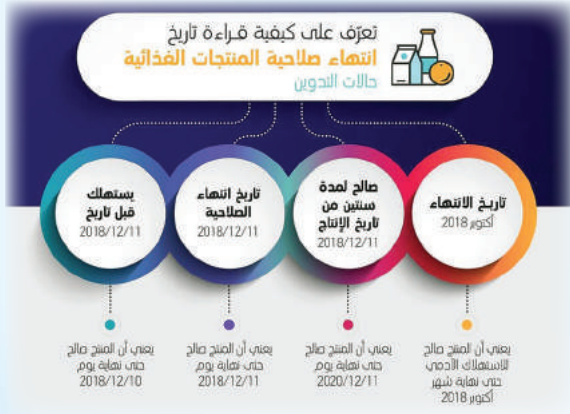 تعرّف على كيفية قراءة تاريخ
انتهاء صلاحية المنتجات الغذائية
حالات التدوين
تاريخ الانتهاء
أكتوبر 2018
صالح لمدة
سنتين من
تاريخ الإنتاج
2018/12/11
تاريخ انتهاء
الصلاحية
2018/12/11
يستهلك
قبل تاريخ
2018/12/11
يعني أن المنتج صالح
للاستهلاك الآدمي
حتى نهاية شهر
أكتوبر 2018
يعني أن المنتج صالح
حتى نهاية يوم
2020/12/11
يعني أن المنتج صالح
حتى نهاية يوم
2018/12/11
يعني أن المنتج صالح
حتى نهاية يوم
2018/12/10